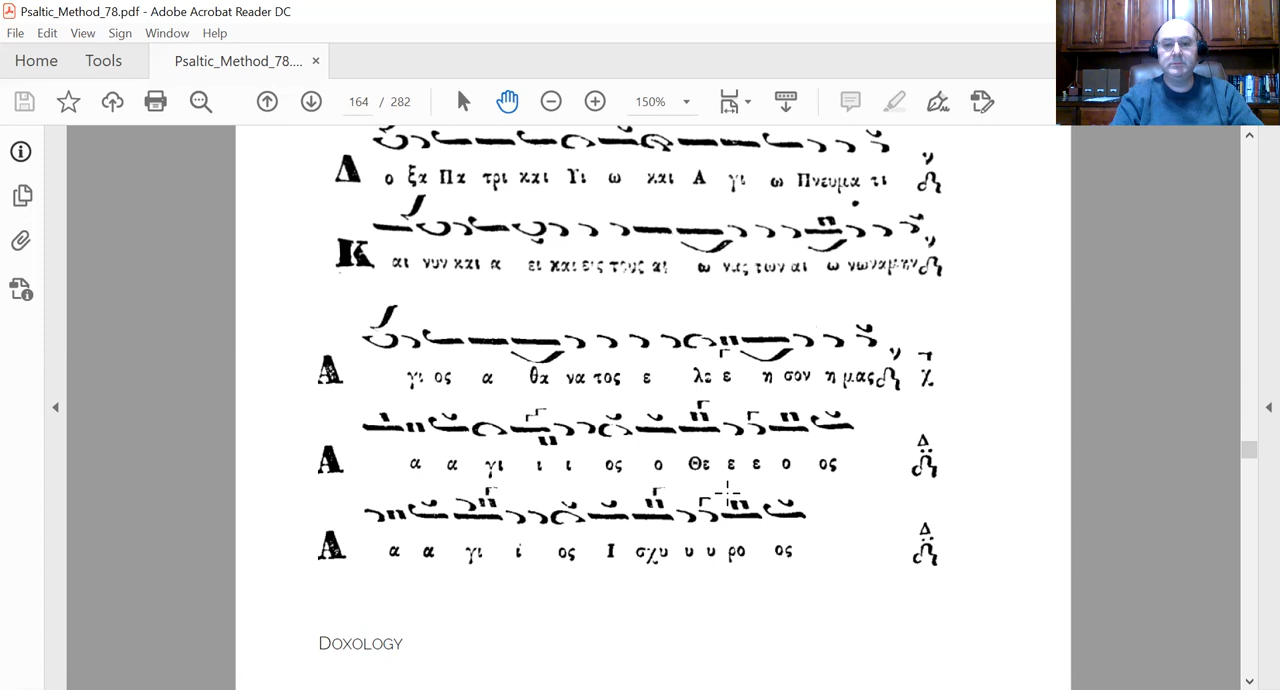 Psaltic_Method_78.pdf - Adobe Acrobat Reader DC
File Edit View Sign Window Help
Home Tools Psaltic_Method_78.... ×
164 / 282 150%
Δ ο ξα Πα τρι και Υι ω και Α γι ω Πνευμα τι
Κ αι νυν και α ει και εις τους αι ω νας των αι ω νωναμην
Α γι ος α θα να τος ε λε ε η σον η μας
Α α α γι ι ι ος ο Θε ε ε ο ος
Α α α γι ι ος Ι σχυ υ υ ρο ος
DOXOLOGY